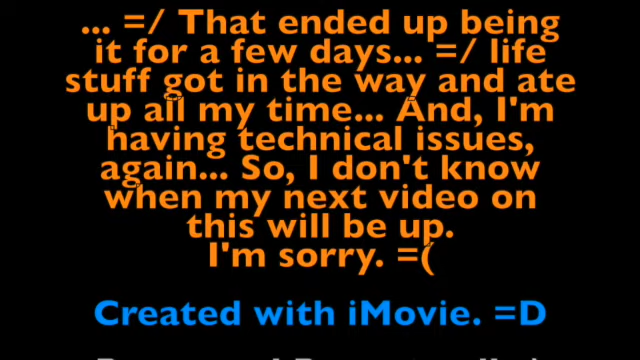 ... =/ That ended up being
it for a few days... =/ life
stuff got in the way and ate
up all my time... And, I'm
having technical issues,
again... So, I don't know
when my next video on
this will be up.
I'm sorry. =(
Created with iMovie. =D